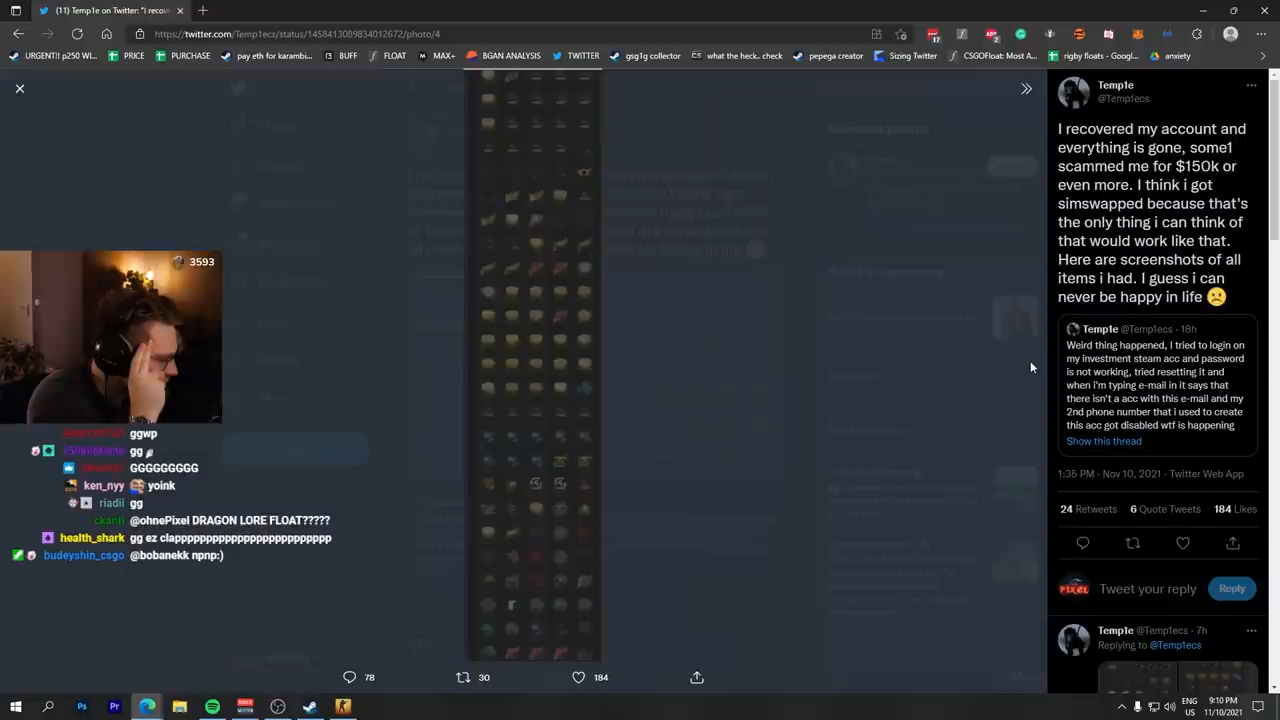 (11) Temp1e on Twitter: "I recov
https://twitter.com/Temp1ecs/status/1458413089834012672/photo/4
URGENT!! p250 WI...
PRICE
PURCHASE
pay eth for karambi...
BUFF
FLOAT
MAX+
BGAN ANALYSIS
TWITTER
gsg1g collector
what the heck.. check
pepega creator
Sizing Twitter
CSGOFloat: Most A...
rigby floats - Googl...
anxiety
Temp1e
@Temp1ecs
I recovered my account and
everything is gone, some1
scammed me for $150k or
even more. I think i got
simswapped because that's
the only thing i can think of
that would work like that.
Here are screenshots of all
items i had. I guess i can
never be happy in life
Temp1e @Temp1ecs · 18h
Weird thing happened, I tried to login on
my investment steam acc and password
is not working, tried resetting it and
when i'm typing e-mail in it says that
there isn't a acc with this e-mail and my
2nd phone number that i used to create
this acc got disabled wtf is happening
Show this thread
1:35 PM · Nov 10, 2021 · Twitter Web App
24 Retweets 6 Quote Tweets 184 Likes
PIXEL
Tweet your reply
Reply
Temp1e @Temp1ecs · 7h
Replying to @Temp1ecs
3593
ggwp
gg
GGGGGGGGG
ken_nyy yoink
riadii gg
ckanti @ohnePixel DRAGON LORE FLOAT?????
health_shark gg ez clapppppppppppppppppppppppppp
budeyshin_csgo @bobanekk npnp:)
78
30
184
Ps
Pr
ENG
US
9:10 PM
11/10/2021